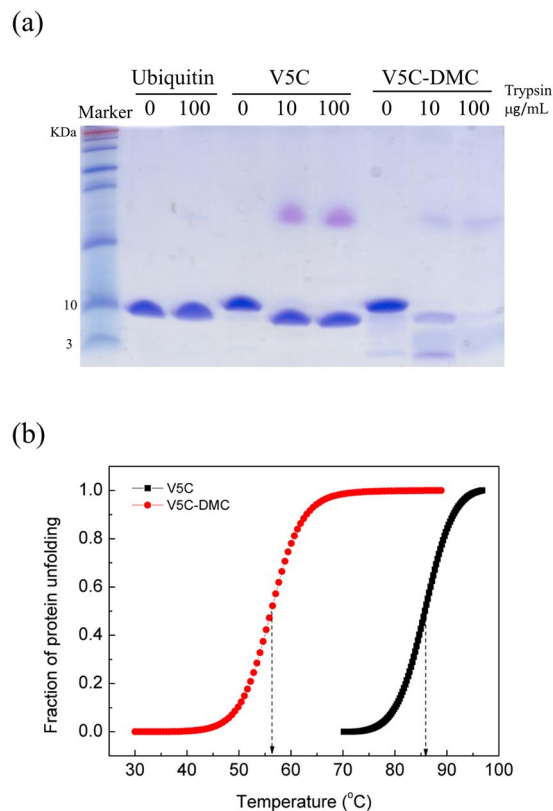 (a)
Ubiquitin V5C V5C-DMC
Marker 0 100 0 10 100 0 10 100 Trypsin
µg/mL
KDa
10
3
(b)
V5C
V5C-DMC
1.0
0.8
0.6
0.4
0.2
0.0
Fraction of protein unfolding
30 40 50 60 70 80 90 100
Temperature (°C)